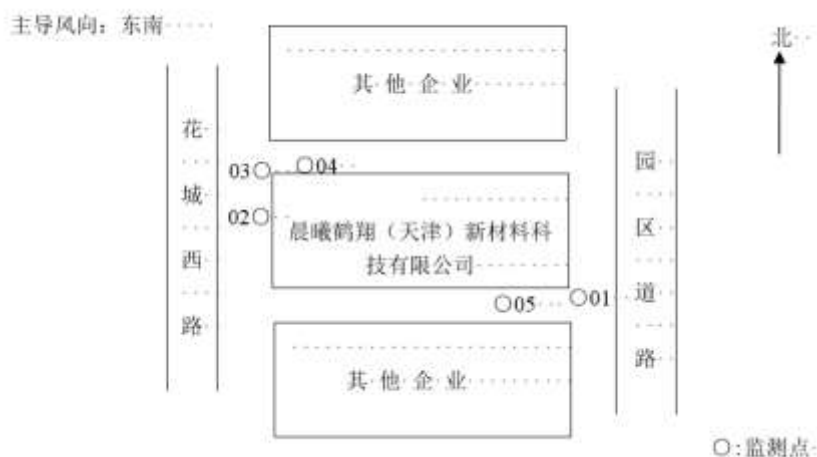 主导风向：东南
北
其他企业
花城西路
园区道路
03○ ○04
02○
晨曦鹤翔（天津）新材料科
技有限公司
○05 ○01
其他企业
○:监测点